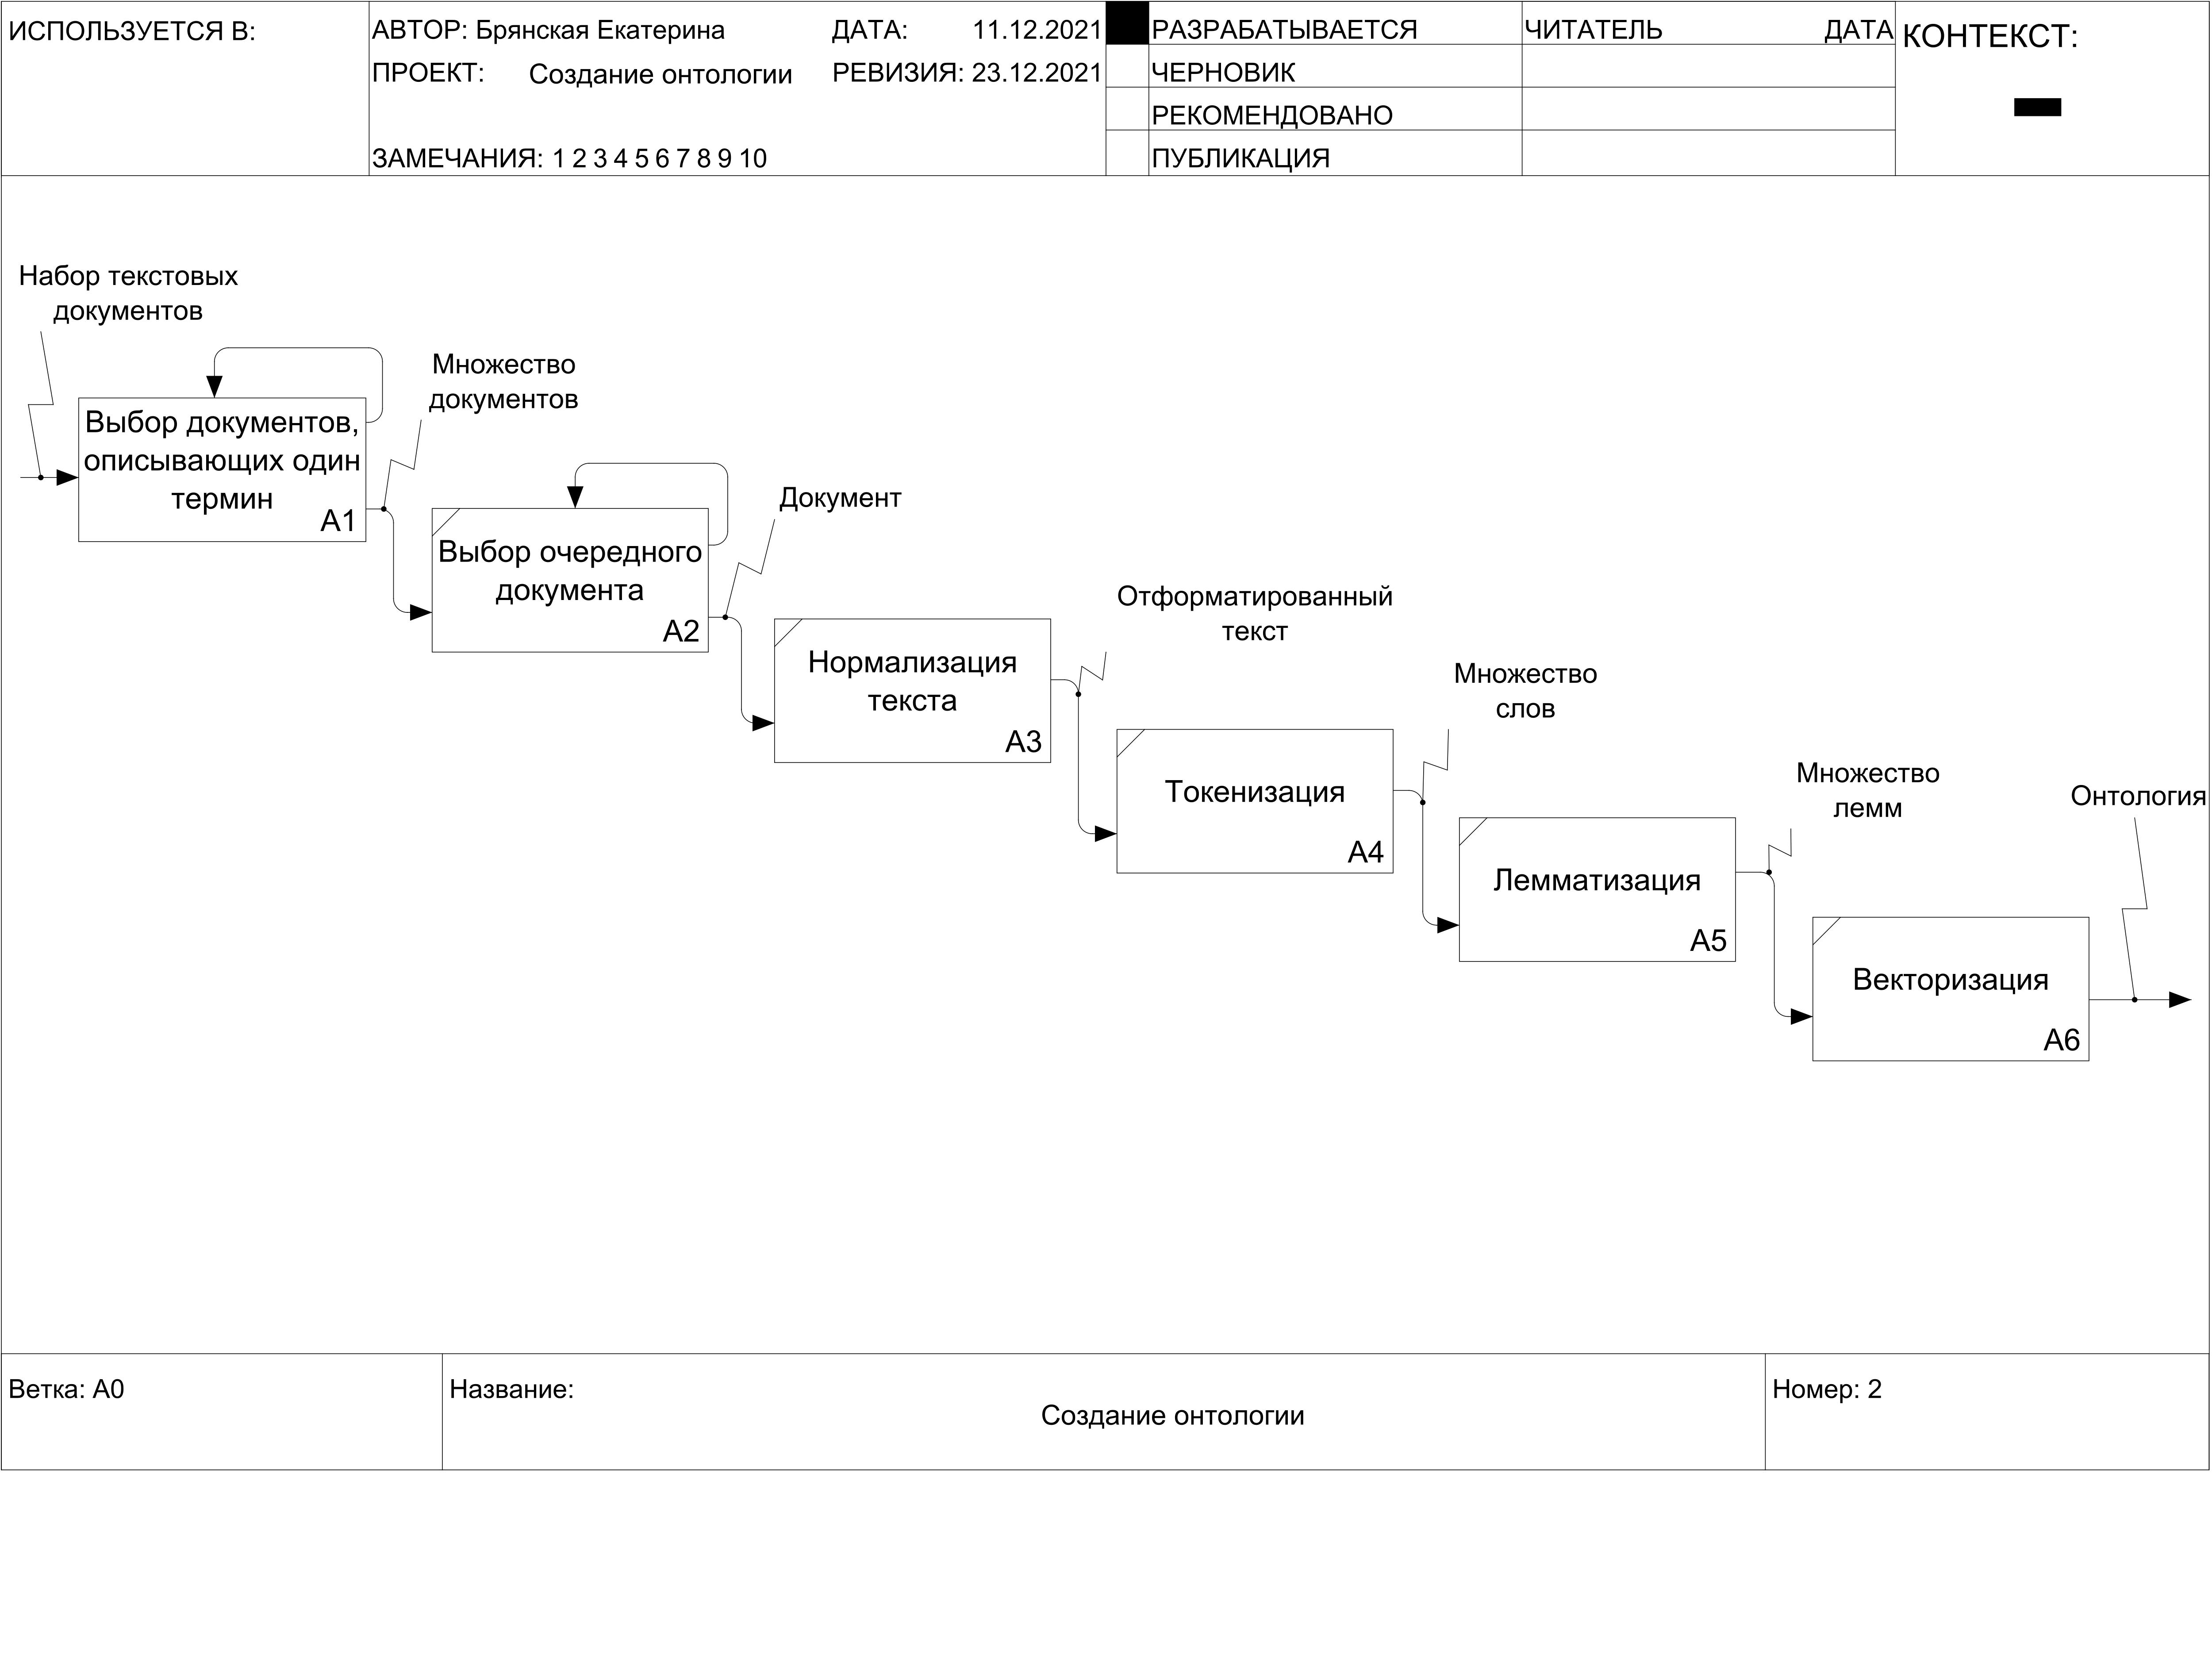 ИСПОЛЬЗУЕТСЯ В:
АВТОР: Брянская Екатерина
ДАТА: 11.12.2021
ПРОЕКТ: Создание онтологии
РЕВИЗИЯ: 23.12.2021
ЗАМЕЧАНИЯ: 1 2 3 4 5 6 7 8 9 10
РАЗРАБАТЫВАЕТСЯ
ЧЕРНОВИК
РЕКОМЕНДОВАНО
ПУБЛИКАЦИЯ
ЧИТАТЕЛЬ ДАТА
КОНТЕКСТ:
Набор текстовых
документов
Выбор документов,
описывающих один
термин
A1
Множество
документов
Выбор очередного
документа
A2
Документ
Нормализация
текста
A3
Отформатированный
текст
Токенизация
A4
Множество
слов
Лемматизация
A5
Множество
лемм
Векторизация
A6
Онтология
Ветка: A0
Название:
Создание онтологии
Номер: 2